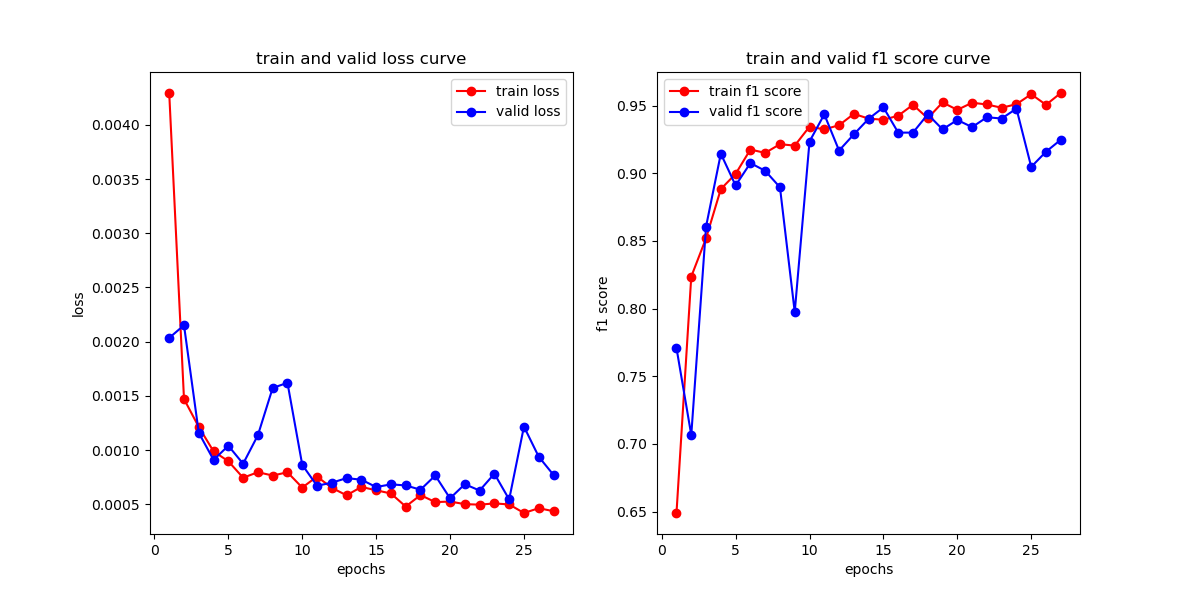 train and valid loss curve
train loss
valid loss
0.0040
0.0035
0.0030
0.0025
0.0020
0.0015
0.0010
0.0005
loss
0 5 10 15 20 25
epochs
train and valid f1 score curve
train f1 score
valid f1 score
0.95
0.90
0.85
0.80
0.75
0.70
0.65
f1 score
0 5 10 15 20 25
epochs